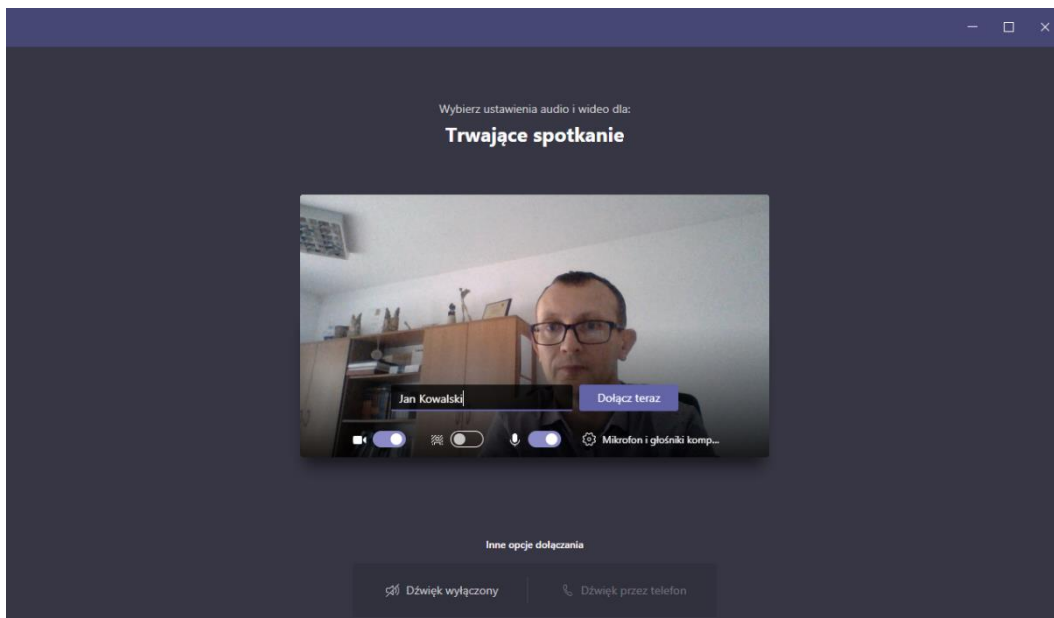 Wybierz ustawienia audio i wideo dla:
Trwające spotkanie
Jan Kowalski
Dołącz teraz
Mikrofon i głośniki komp...
Inne opcje dołączania
Dźwięk wyłączony
Dźwięk przez telefon